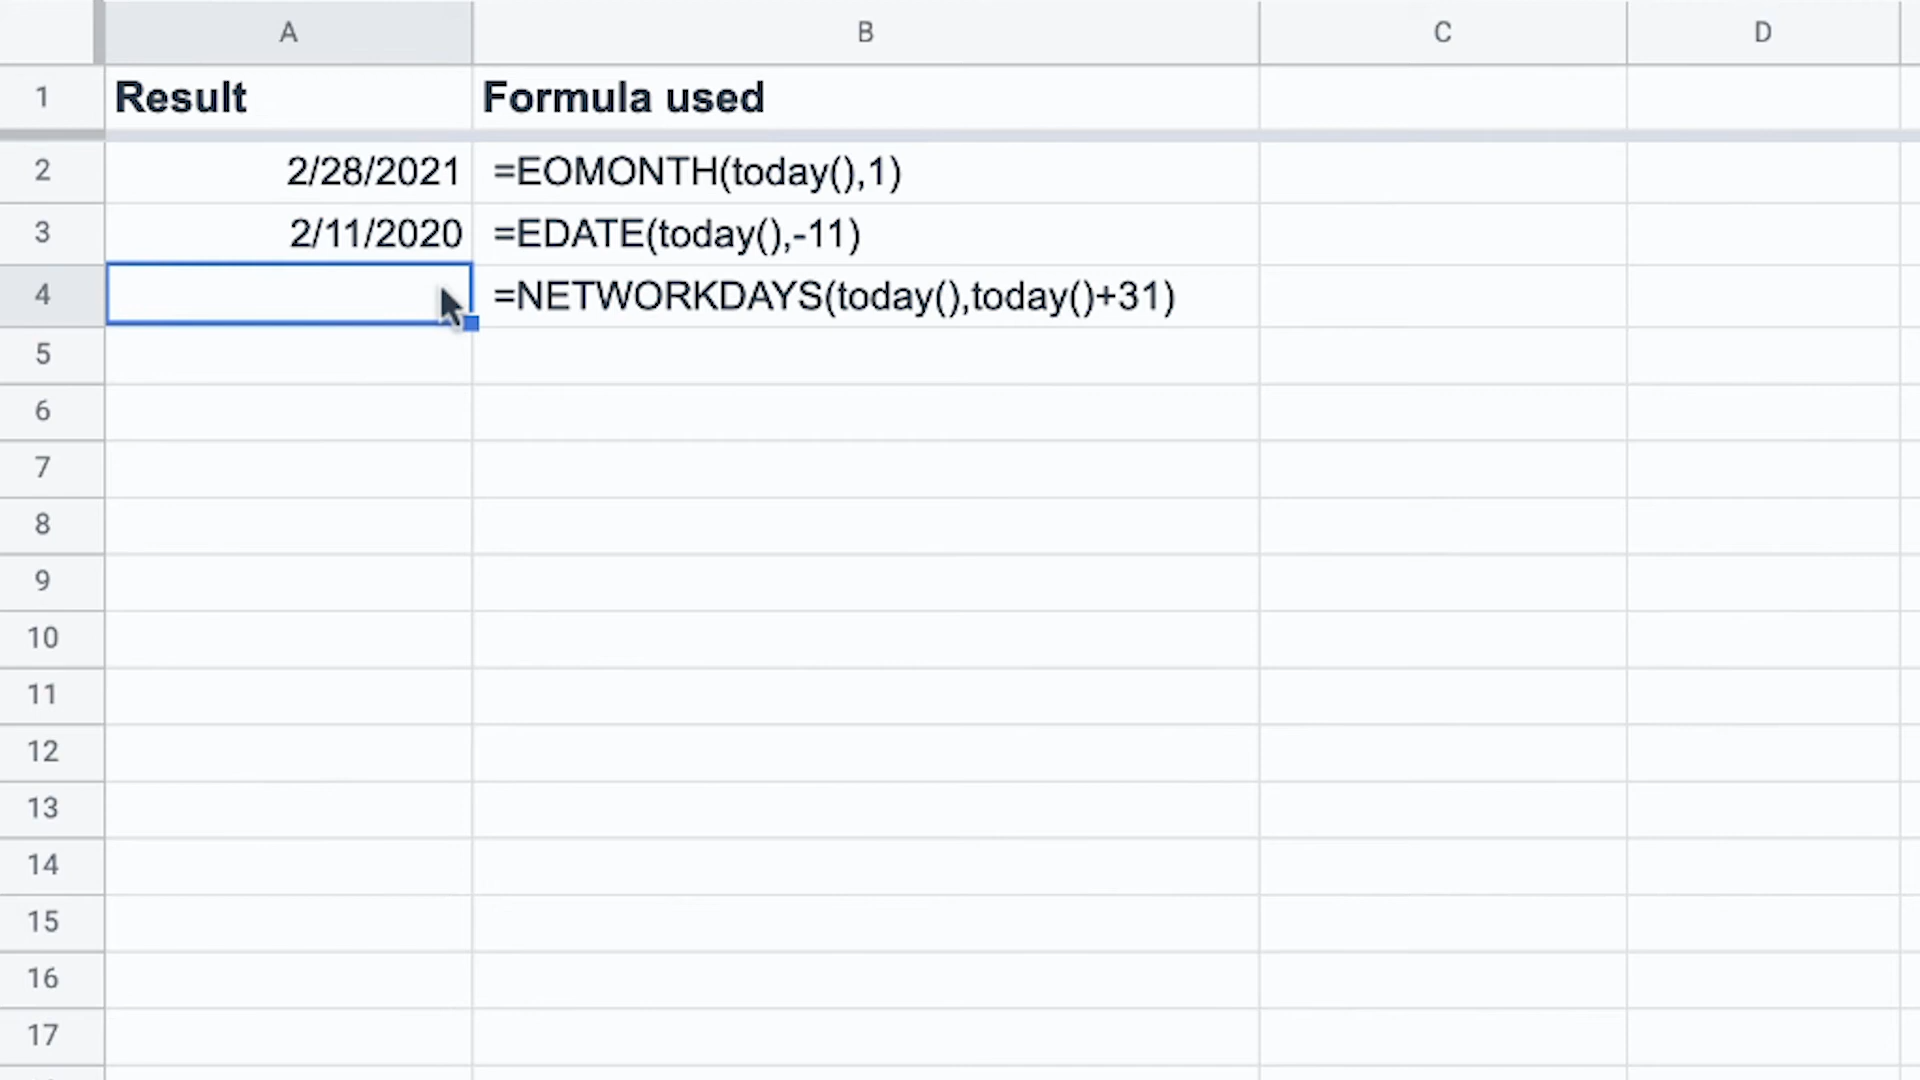 A B C D
1 Result Formula used
2 2/28/2021 =EOMONTH(today(),1)
3 2/11/2020 =EDATE(today(),-11)
4 =NETWORKDAYS(today(),today()+31)
5
6
7
8
9
10
11
12
13
14
15
16
17